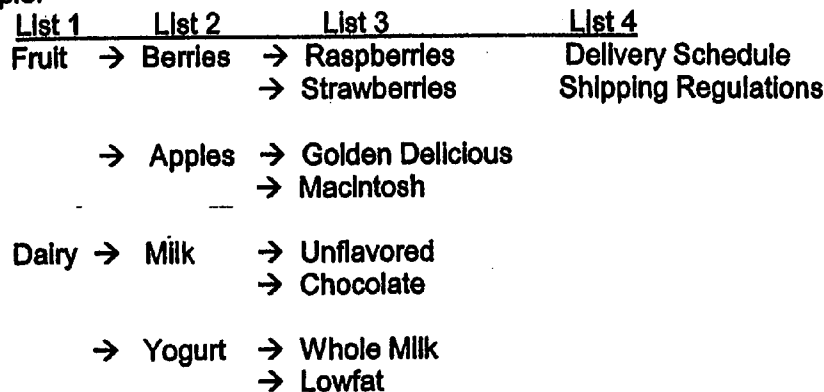 List 1 List 2 List 3 List 4
Fruit → Berries → Raspberries Delivery Schedule
→ Strawberries Shipping Regulations
→ Apples → Golden Delicious
→ MacIntosh
Dairy → Milk → Unflavored
→ Chocolate
→ Yogurt → Whole Milk
→ Lowfat